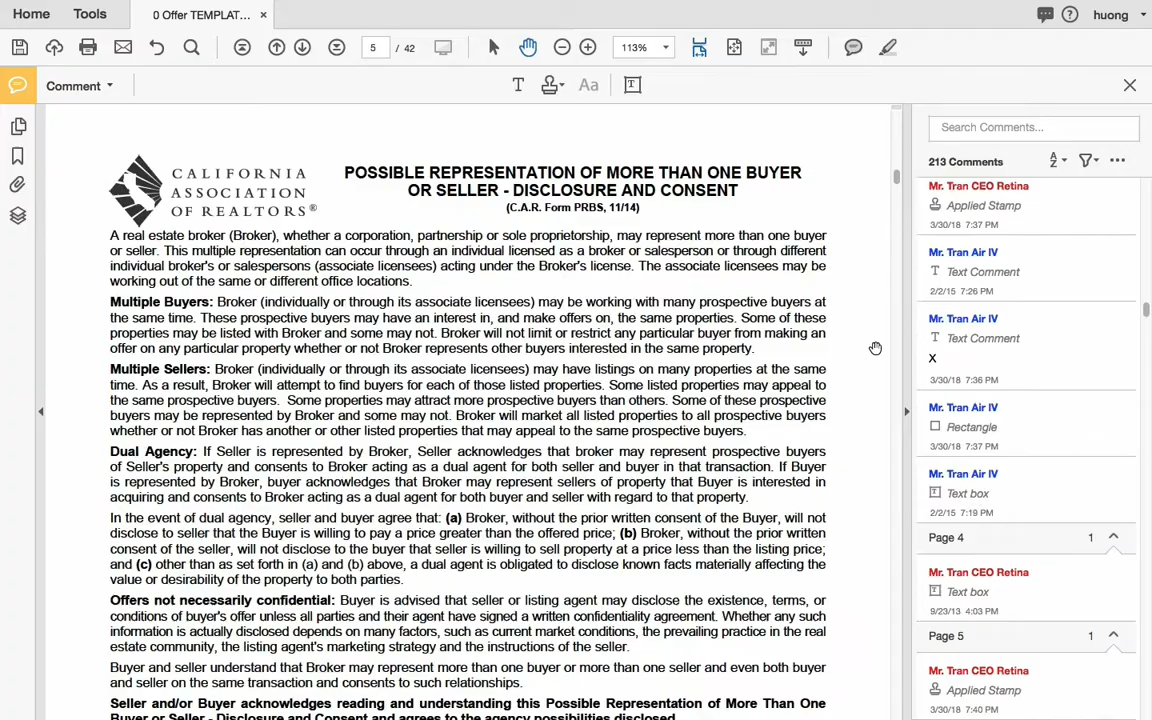 Home Tools 0 Offer TEMPLAT... × huong
5 / 42 113%
Comment T Aa T
Search Comments...
213 Comments
CALIFORNIA
ASSOCIATION
OF REALTORS®
POSSIBLE REPRESENTATION OF MORE THAN ONE BUYER
OR SELLER - DISCLOSURE AND CONSENT
(C.A.R. Form PRBS, 11/14)
A real estate broker (Broker), whether a corporation, partnership or sole proprietorship, may represent more than one buyer
or seller. This multiple representation can occur through an individual licensed as a broker or salesperson or through different
individual broker's or salespersons (associate licensees) acting under the Broker's license. The associate licensees may be
working out of the same or different office locations.
Multiple Buyers: Broker (individually or through its associate licensees) may be working with many prospective buyers at
the same time. These prospective buyers may have an interest in, and make offers on, the same properties. Some of these
properties may be listed with Broker and some may not. Broker will not limit or restrict any particular buyer from making an
offer on any particular property whether or not Broker represents other buyers interested in the same property.
Multiple Sellers: Broker (individually or through its associate licensees) may have listings on many properties at the same
time. As a result, Broker will attempt to find buyers for each of those listed properties. Some listed properties may appeal to
the same prospective buyers. Some properties may attract more prospective buyers than others. Some of these prospective
buyers may be represented by Broker and some may not. Broker will market all listed properties to all prospective buyers
whether or not Broker has another or other listed properties that may appeal to the same prospective buyers.
Dual Agency: If Seller is represented by Broker, Seller acknowledges that broker may represent prospective buyers
of Seller's property and consents to Broker acting as a dual agent for both seller and buyer in that transaction. If Buyer
is represented by Broker, buyer acknowledges that Broker may represent sellers of property that Buyer is interested in
acquiring and consents to Broker acting as a dual agent for both buyer and seller with regard to that property.
In the event of dual agency, seller and buyer agree that: (a) Broker, without the prior written consent of the Buyer, will not
disclose to seller that the Buyer is willing to pay a price greater than the offered price; (b) Broker, without the prior written
consent of the seller, will not disclose to the buyer that seller is willing to sell property at a price less than the listing price;
and (c) other than as set forth in (a) and (b) above, a dual agent is obligated to disclose known facts materially affecting the
value or desirability of the property to both parties.
Offers not necessarily confidential: Buyer is advised that seller or listing agent may disclose the existence, terms, or
conditions of buyer's offer unless all parties and their agent have signed a written confidentiality agreement. Whether any such
information is actually disclosed depends on many factors, such as current market conditions, the prevailing practice in the real
estate community, the listing agent's marketing strategy and the instructions of the seller.
Buyer and seller understand that Broker may represent more than one buyer or more than one seller and even both buyer
and seller on the same transaction and consents to such relationships.
Seller and/or Buyer acknowledges reading and understanding this Possible Representation of More Than One
Buyer or Seller - Disclosure and Consent and agrees to the agency possibilities disclosed.
Mr. Tran CEO Retina
Applied Stamp
3/30/18 7:37 PM
Mr. Tran Air IV
Text Comment
2/2/15 7:26 PM
Mr. Tran Air IV
Text Comment
X
3/30/18 7:36 PM
Mr. Tran Air IV
Rectangle
3/30/18 7:37 PM
Mr. Tran Air IV
Text box
2/2/15 7:19 PM
Page 4 1
Mr. Tran CEO Retina
Text box
9/23/13 4:03 PM
Page 5 1
Mr. Tran CEO Retina
Applied Stamp
3/30/18 7:40 PM